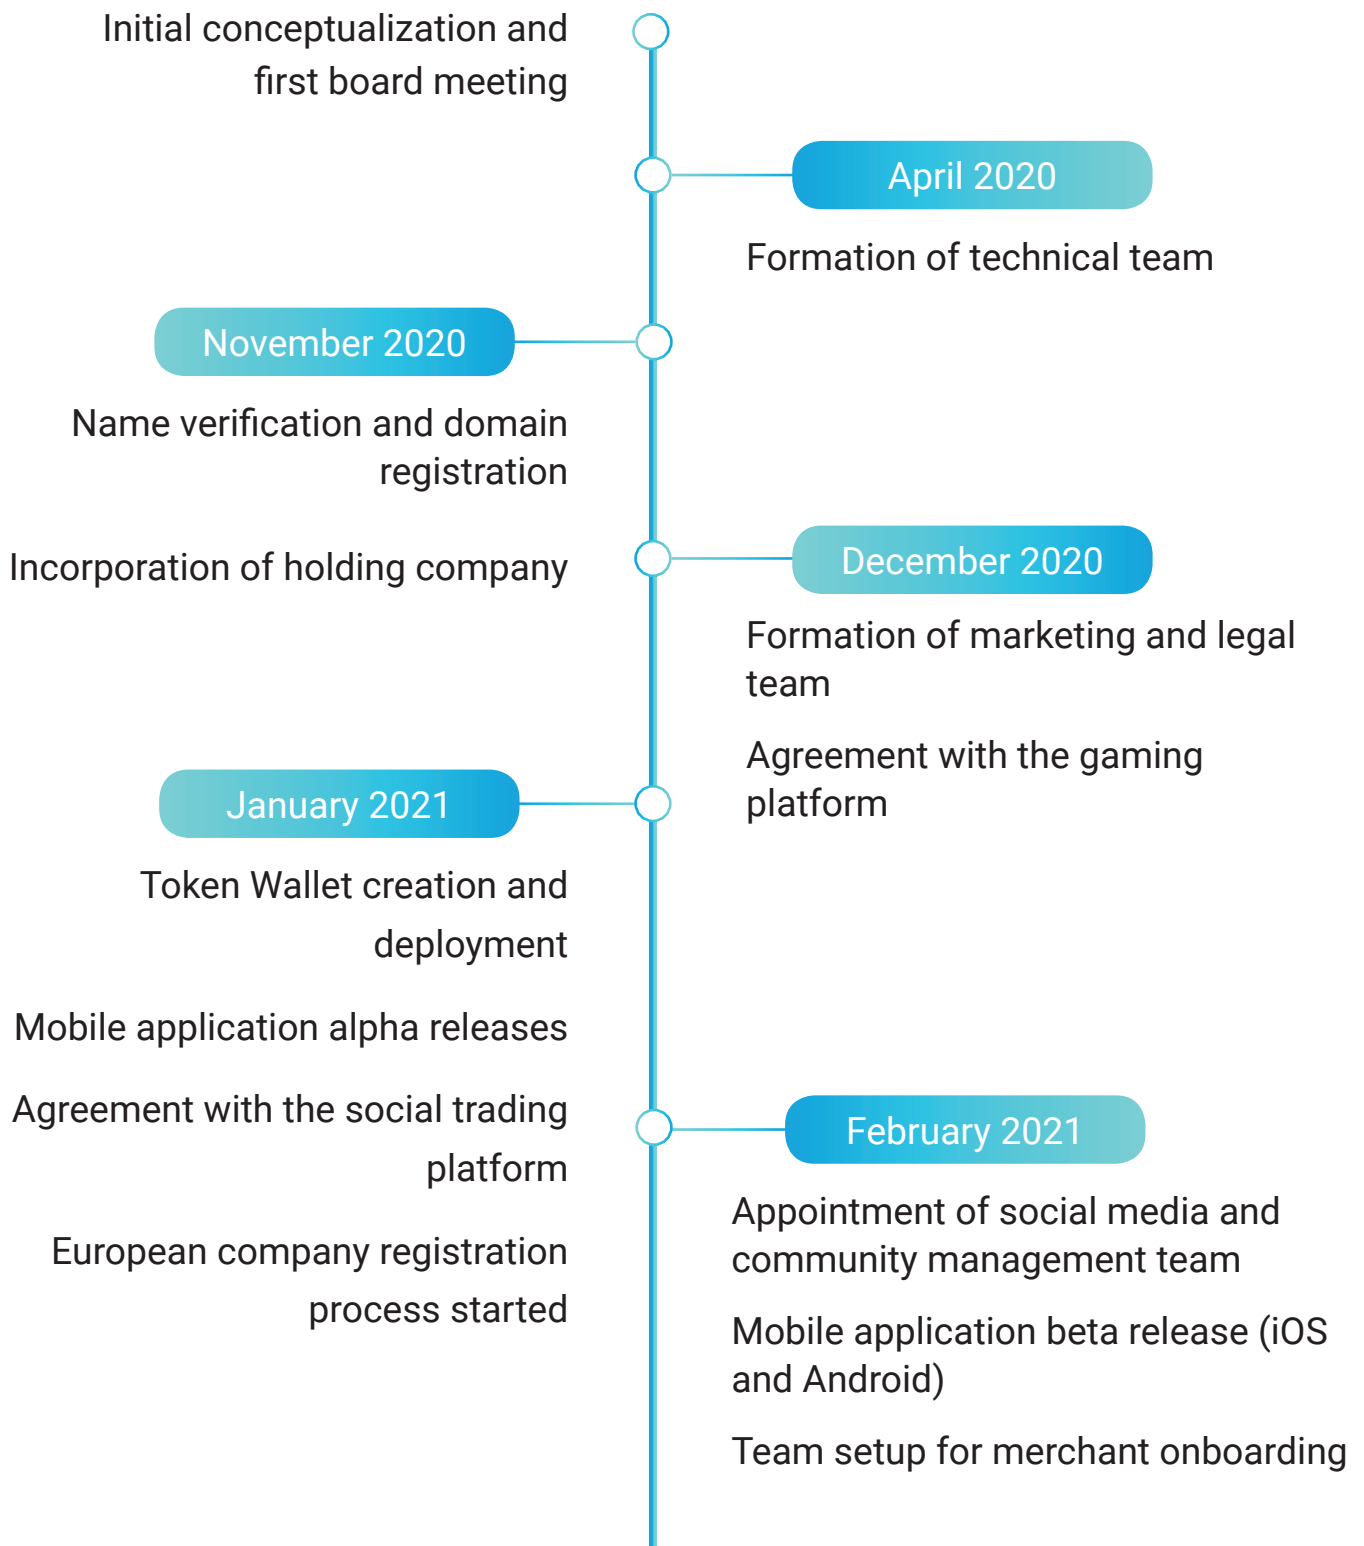 Initial conceptualization and
first board meeting
April 2020
Formation of technical team
November 2020
Name verification and domain
registration
Incorporation of holding company
December 2020
Formation of marketing and legal
team
Agreement with the gaming
platform
January 2021
Token Wallet creation and
deployment
Mobile application alpha releases
Agreement with the social trading
platform
European company registration
process started
February 2021
Appointment of social media and
community management team
Mobile application beta release (iOS
and Android)
Team setup for merchant onboarding